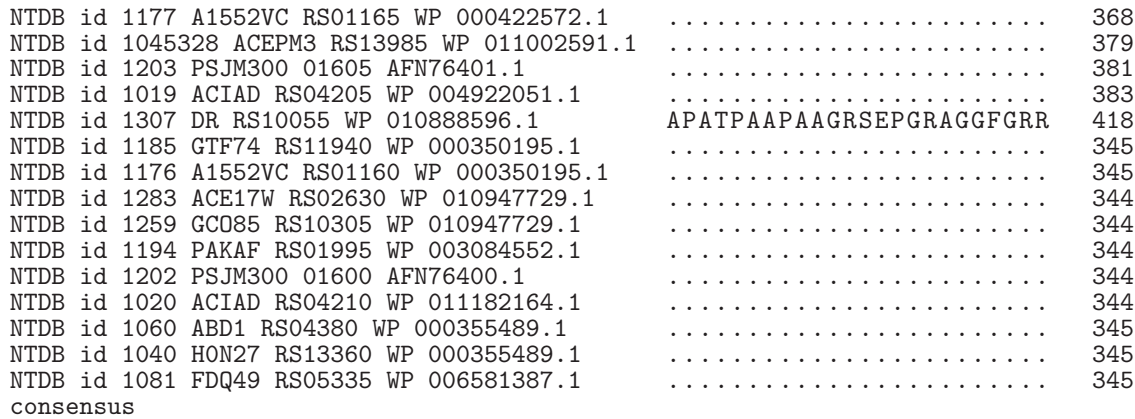 NTDB id 1177 A1552VC RS01165 WP 000422572.1 ........................ 368
NTDB id 1045328 ACEPM3 RS13985 WP 011002591.1 ........................ 379
NTDB id 1203 PSJM300 01605 AFN76401.1 ........................ 381
NTDB id 1019 ACIAD RS04205 WP 004922051.1 ........................ 383
NTDB id 1307 DR RS10055 WP 010888596.1 APATPAAPAAGRSEPGRAGGFGRR 418
NTDB id 1185 GTF74 RS11940 WP 000350195.1 ........................ 345
NTDB id 1176 A1552VC RS01160 WP 000350195.1 ........................ 345
NTDB id 1283 ACE17W RS02630 WP 010947729.1 ........................ 344
NTDB id 1259 GCO85 RS10305 WP 010947729.1 ........................ 344
NTDB id 1194 PAKAF RS01995 WP 003084552.1 ........................ 344
NTDB id 1202 PSJM300 01600 AFN76400.1 ........................ 344
NTDB id 1020 ACIAD RS04210 WP 011182164.1 ........................ 344
NTDB id 1060 ABD1 RS04380 WP 000355489.1 ........................ 345
NTDB id 1040 H0N27 RS13360 WP 000355489.1 ........................ 345
NTDB id 1081 FDQ49 RS05335 WP 006581387.1 ........................ 345
consensus